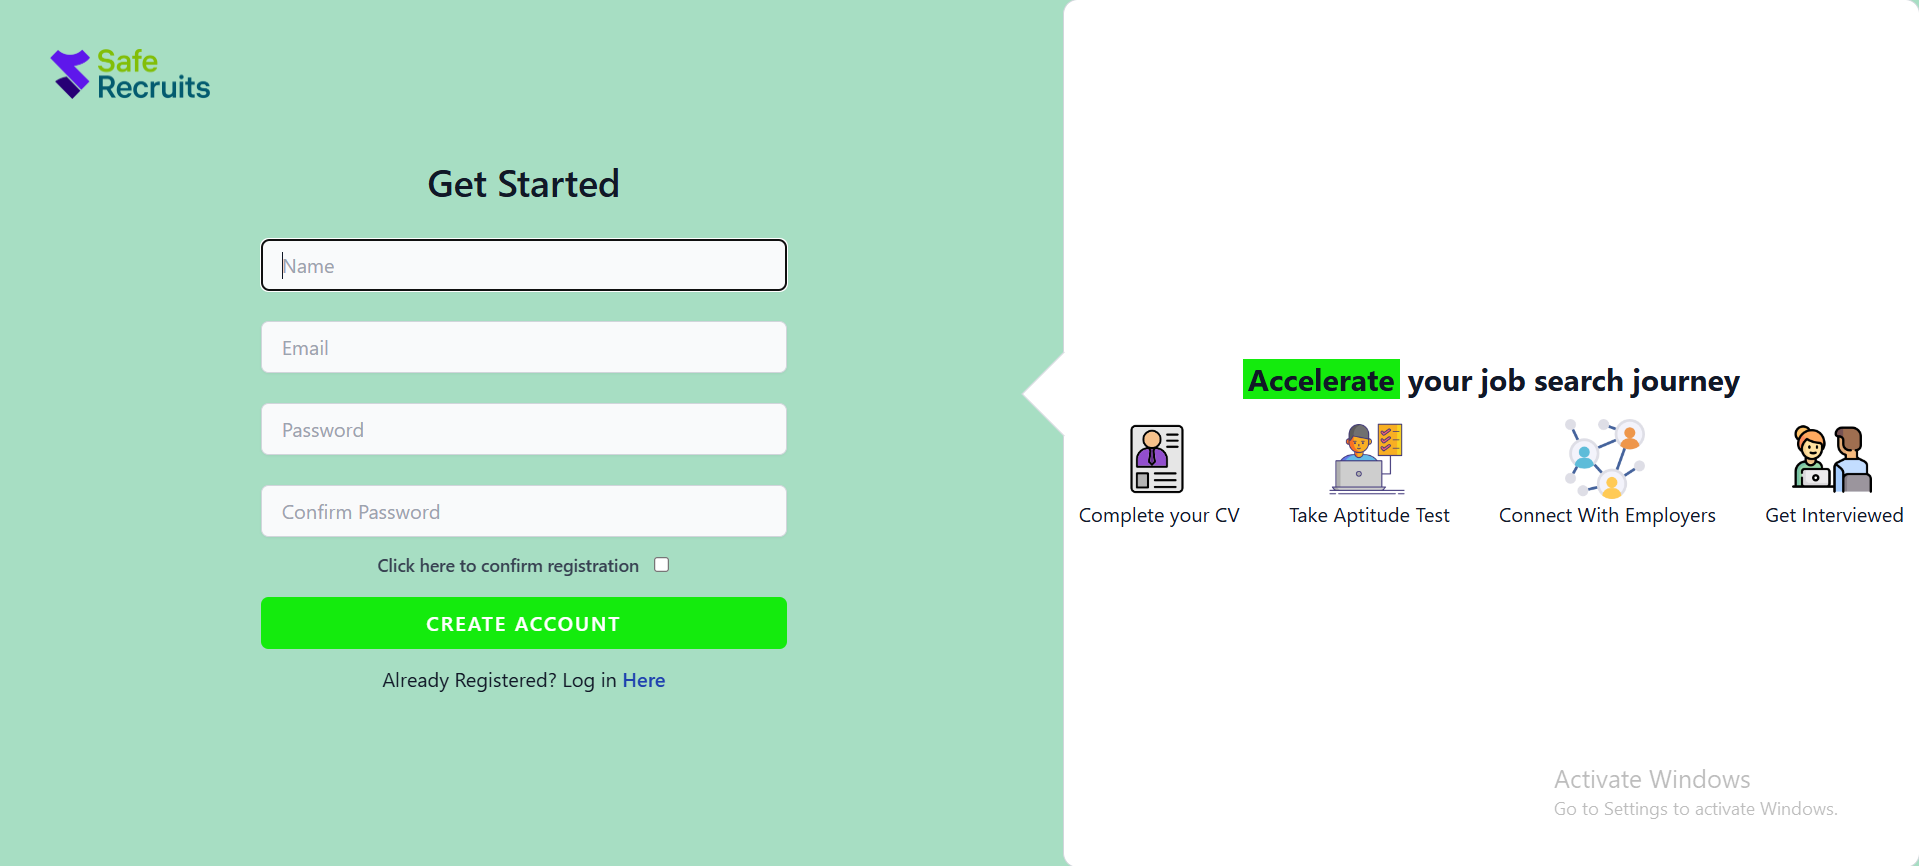 Safe
Recruits
Get Started
Name
Email
Password
Confirm Password
Click here to confirm registration
CREATE ACCOUNT
Already Registered? Log in Here
Accelerate your job search journey
Complete your CV
Take Aptitude Test
Connect With Employers
Get Interviewed
Activate Windows
Go to Settings to activate Windows.